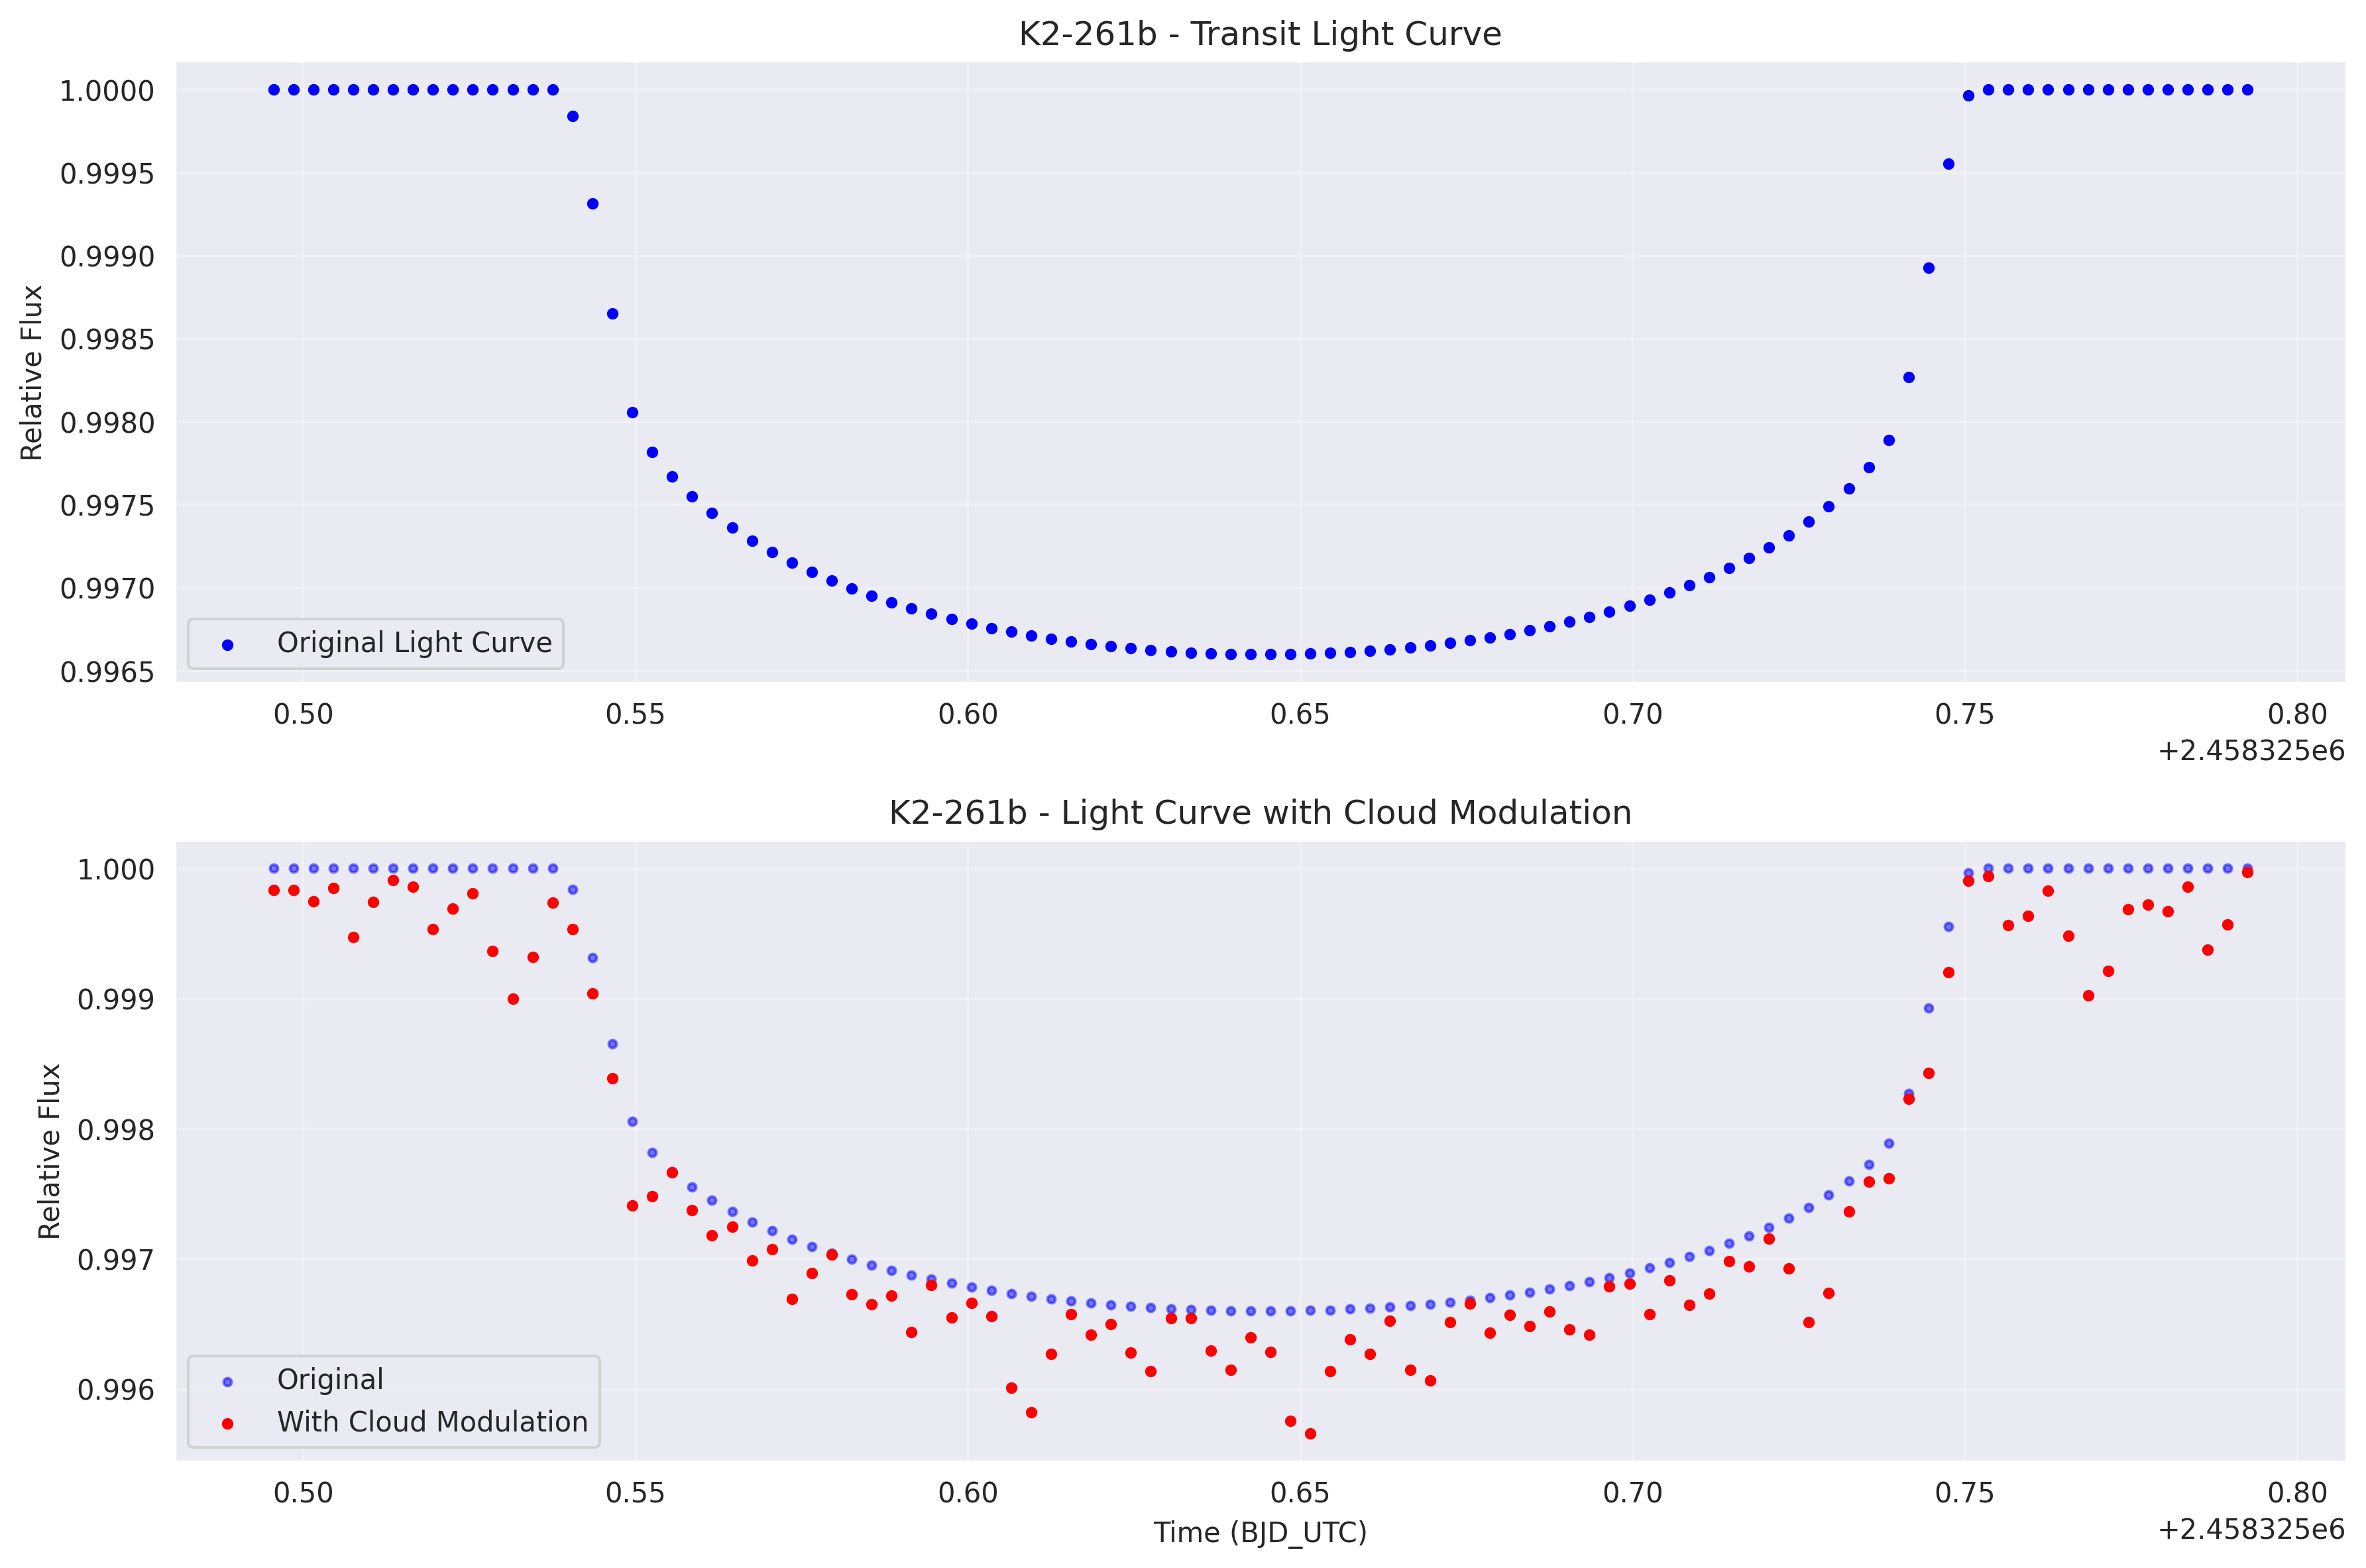 K2-261b - Transit Light Curve
Relative Flux
1.0000
0.9995
0.9990
0.9985
0.9980
0.9975
0.9970
0.9965
Original Light Curve
0.50 0.55 0.60 0.65 0.70 0.75 0.80
+2.458325e6
K2-261b - Light Curve with Cloud Modulation
Relative Flux
1.000
0.999
0.998
0.997
0.996
Original
With Cloud Modulation
0.50 0.55 0.60 0.65 0.70 0.75 0.80
Time (BJD_UTC)
+2.458325e6